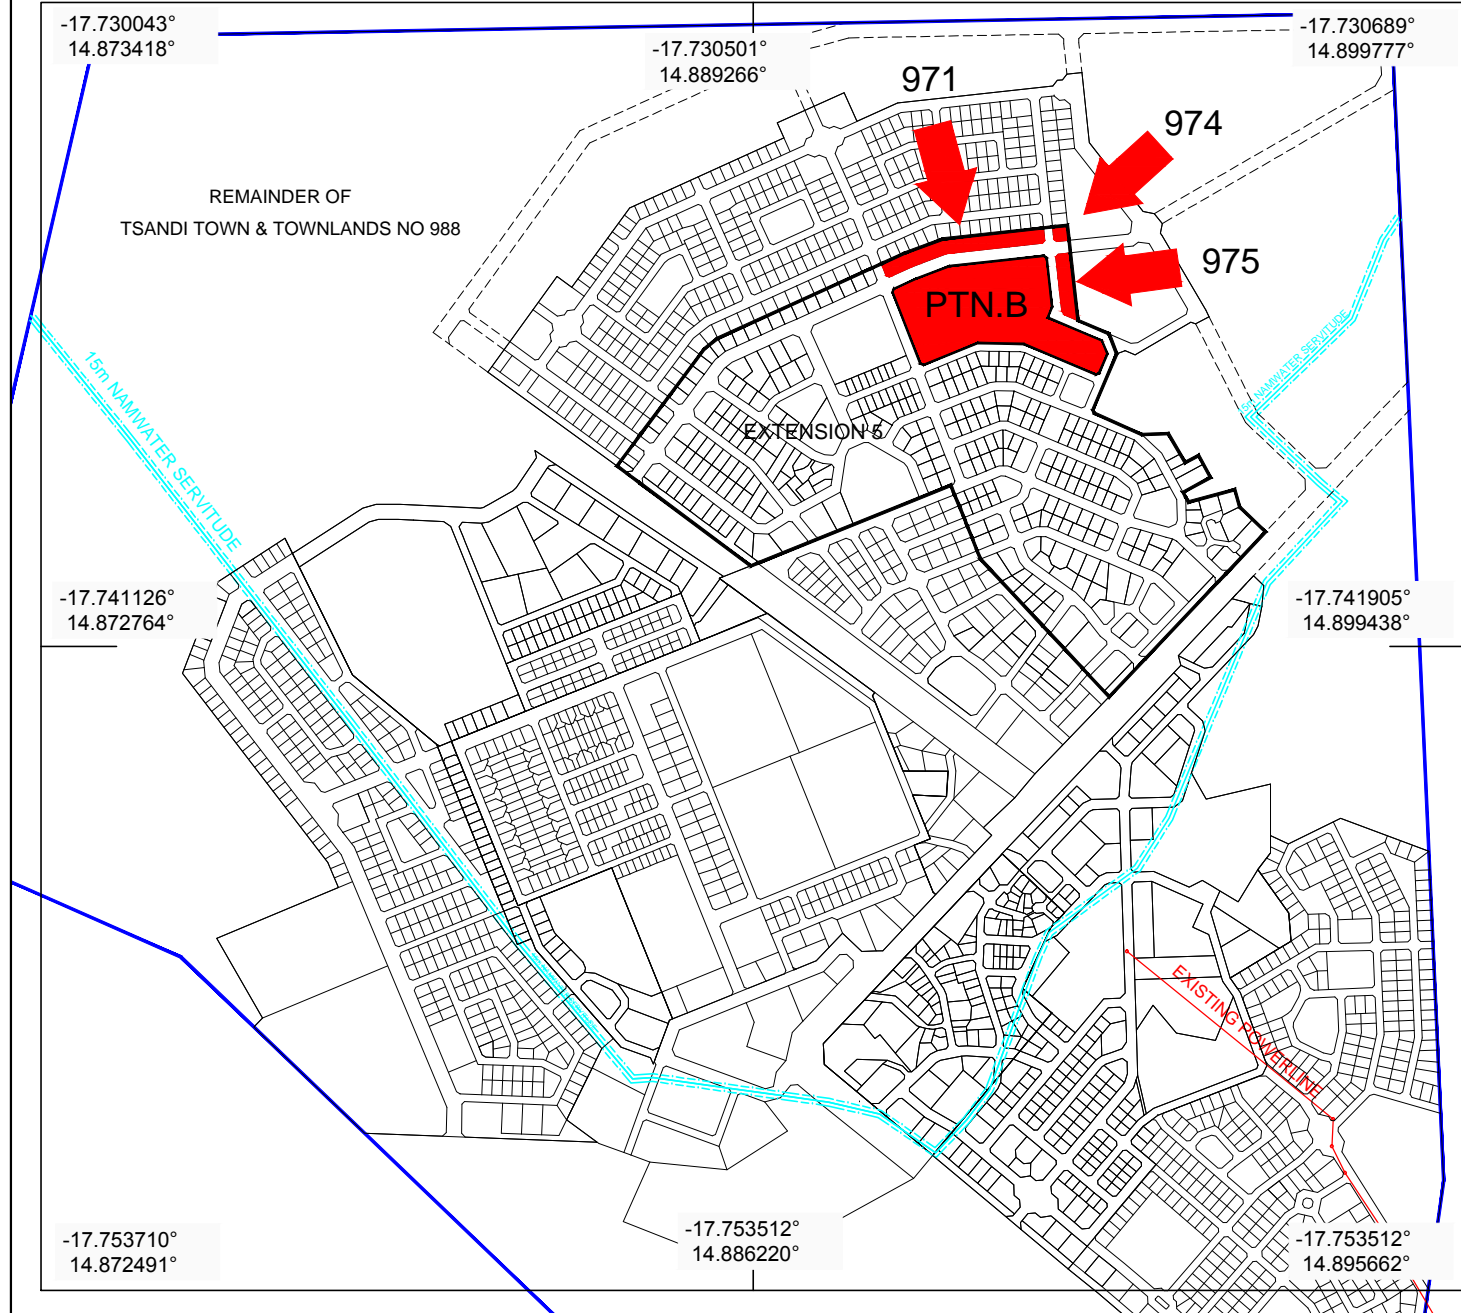 -17.730043°
14.873418°
-17.730501°
14.889266°
-17.730689°
14.899777°
971
974
REMAINDER OF
TSANDI TOWN & TOWNLANDS NO 988
975
PTN.B
15m NAMWATER SERVITUDE
NAMWATER SERVITUDE
EXTENSION 5
-17.741126°
14.872764°
-17.741905°
14.899438°
EXISTING POWERLINE
-17.753710°
14.872491°
-17.753512°
14.886220°
-17.753512°
14.895662°